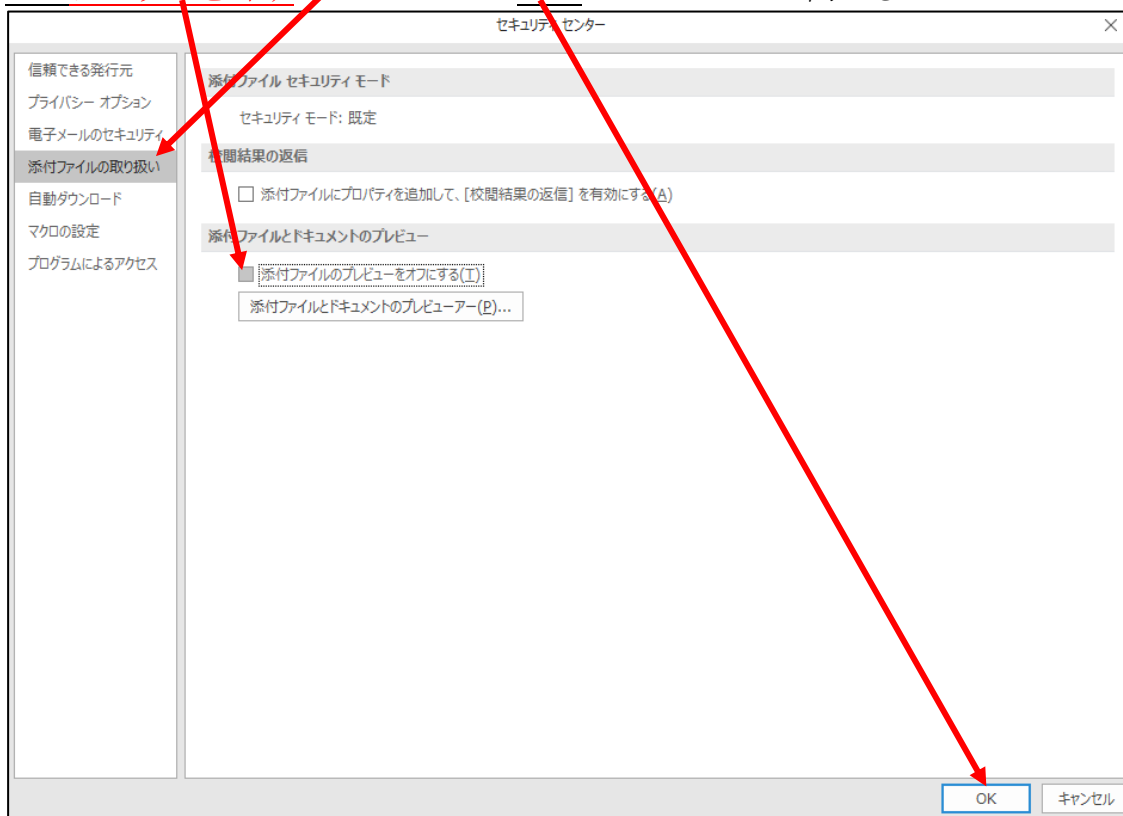 セキュリティ センター
信頼できる発行元
プライバシー オプション
電子メールのセキュリティ
添付ファイルの取り扱い
自動ダウンロード
マクロの設定
プログラムによるアクセス
添付ファイル セキュリティ モード
セキュリティ モード: 既定
校閲結果の返信
添付ファイルにプロパティを追加して、[校閲結果の返信] を有効にする(A)
添付ファイルとドキュメントのプレビュー
添付ファイルのプレビューをオフにする(T)
添付ファイルとドキュメントのプレビューアー(P)...
OK
キャンセル